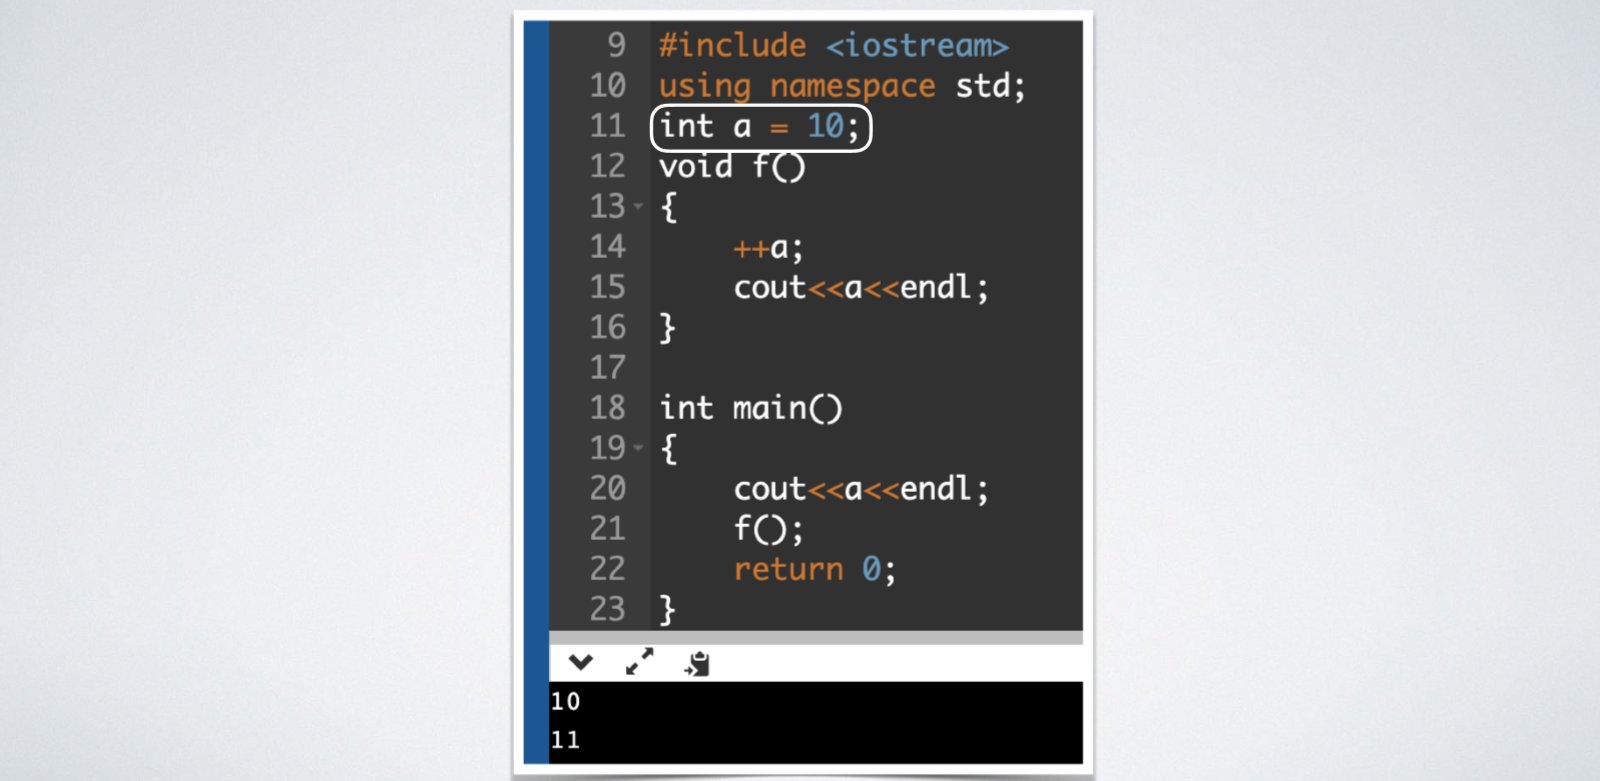 9 #include <iostream>
10 using namespace std;
11 int a = 10;
12 void f()
13 {
14     ++a;
15     cout<<a<<endl;
16 }
17
18 int main()
19 {
20     cout<<a<<endl;
21     f();
22     return 0;
23 }
10
11